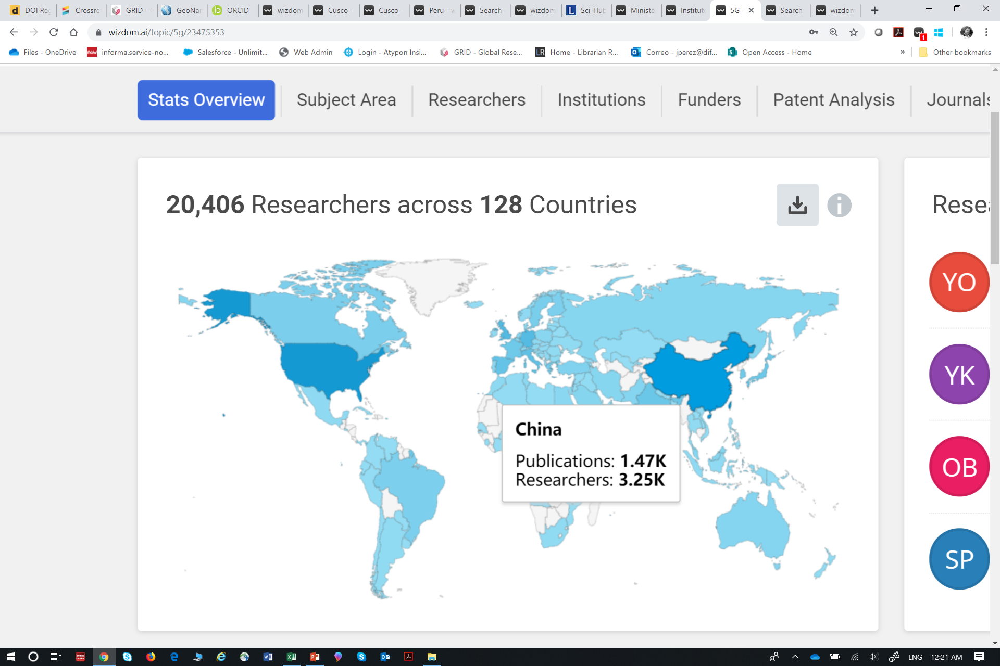 DOI Reg
Crossre
GRID - G
GeoNar
ORCID
wizdom
Cusco -
Cusco -
Peru - w
Search -
wizdom
Sci-Hub
Ministe
Institut
5G
Search
wizdom
wizdom.ai/topic/5g/23475353
1
Files - OneDrive
now
informa.service-no...
Salesforce - Unlimit...
Web Admin
Login - Atypon Insi...
GRID - Global Rese...
LR
Home - Librarian R...
Correo - jperez@dif...
Open Access - Home
»
Other bookmarks
Stats Overview
Subject Area
Researchers
Institutions
Funders
Patent Analysis
Journals
20,406 Researchers across 128 Countries
Resea
YO
YK
China
Publications: 1.47K
Researchers: 3.25K
OB
SP
ENG
12:21 AM